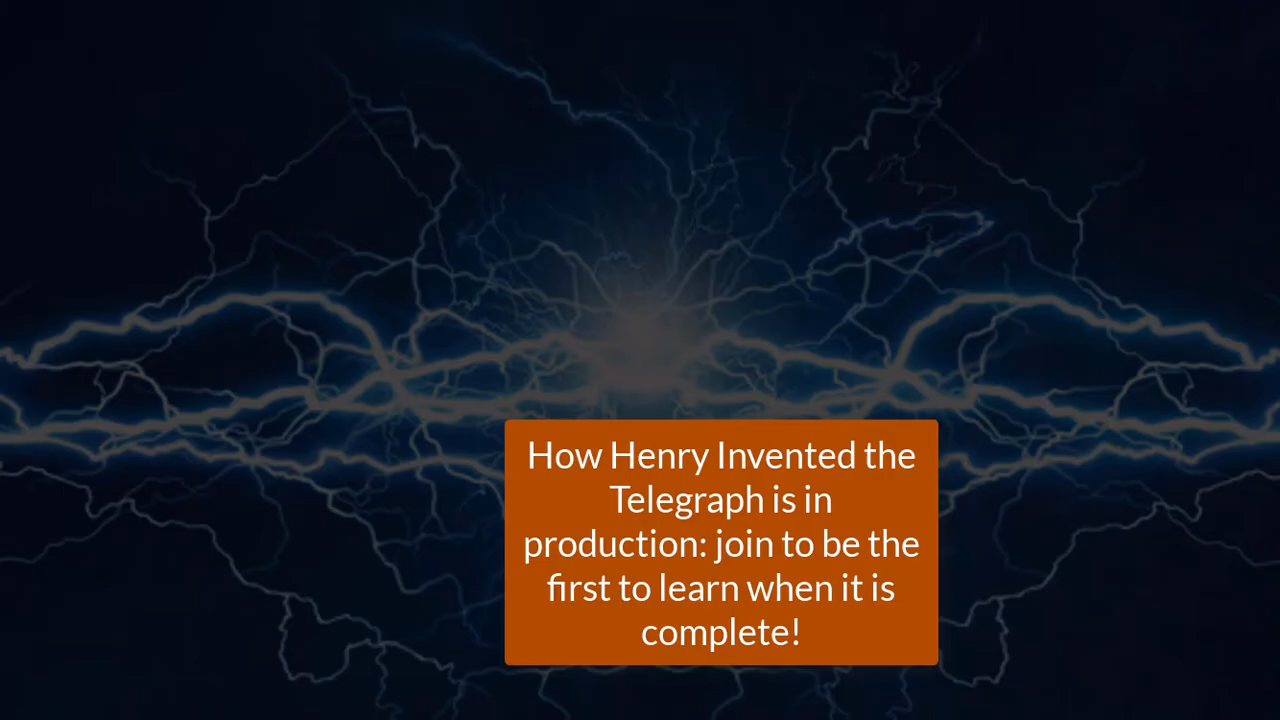 How Henry Invented the
Telegraph is in
production: join to be the
first to learn when it is
complete!